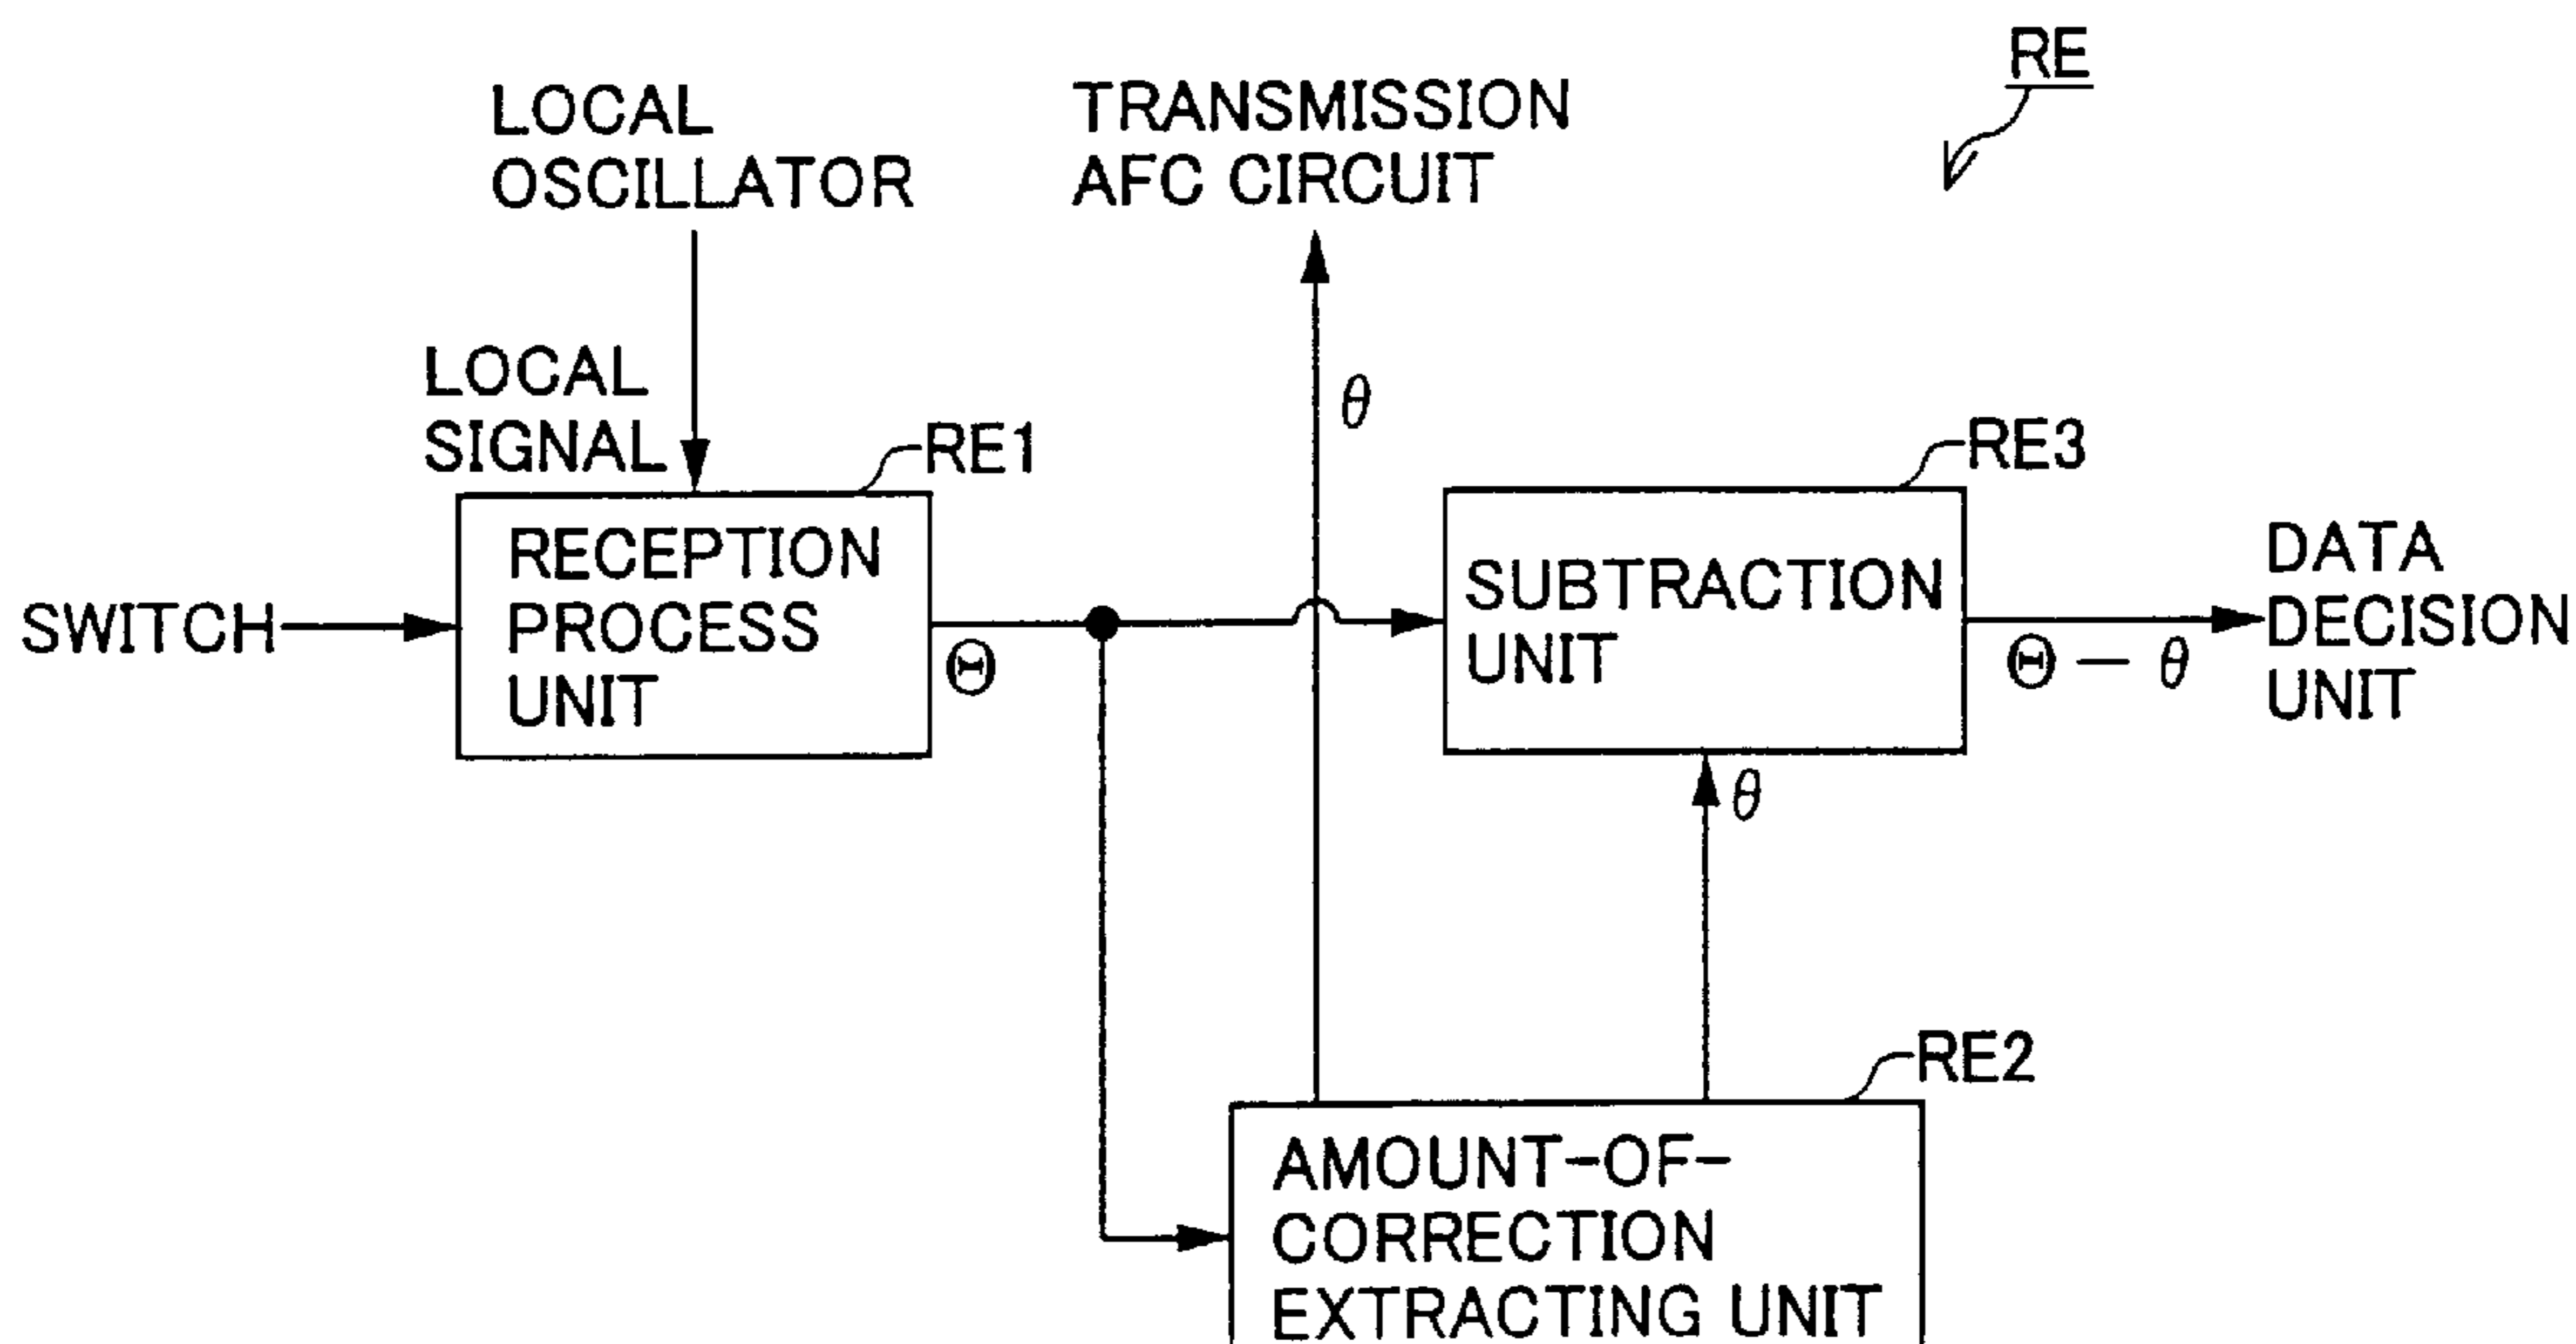 RE
LOCAL
OSCILLATOR
TRANSMISSION
AFC CIRCUIT
LOCAL
SIGNAL
θ
RE1
RE3
SWITCH
RECEPTION
PROCESS
UNIT
Θ
SUBTRACTION
UNIT
Θ − θ
DATA
DECISION
UNIT
θ
RE2
AMOUNT-OF-
CORRECTION
EXTRACTING UNIT